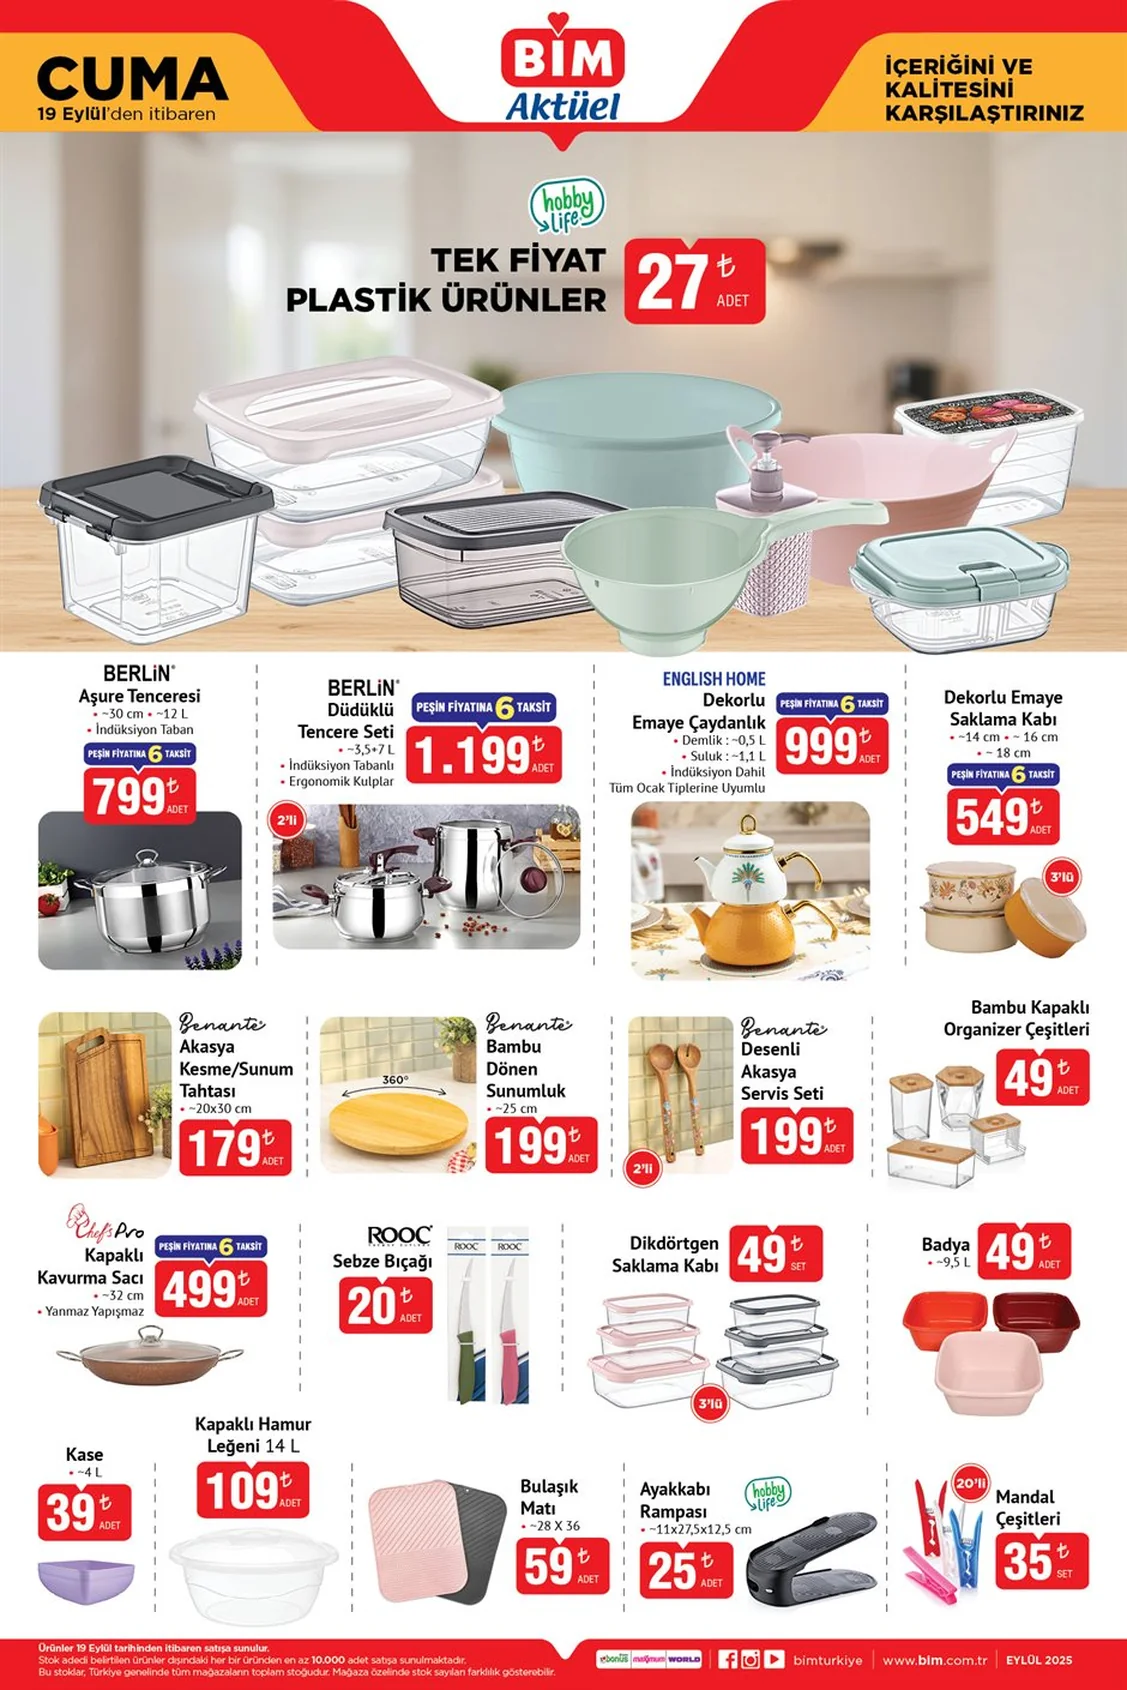 CUMA
19 Eylül'den itibaren
BİM
Aktüel
İÇERİĞİNİ VE
KALİTESİNİ
KARŞILAŞTIRINIZ
hobby
life
TEK FİYAT
PLASTİK ÜRÜNLER
27₺
ADET
BERLİN®
Aşure Tenceresi
• ~30 cm • ~12 L
• İndüksiyon Taban
PEŞİN FİYATINA 6 TAKSİT
799₺
ADET
BERLİN®
Düdüklü
Tencere Seti
• ~3,5+7 L
• İndüksiyon Tabanlı
• Ergonomik Kulplar
PEŞİN FİYATINA 6 TAKSİT
1.199₺
ADET
2'li
ENGLISH HOME
Dekorlu
Emaye Çaydanlık
• Demlik : ~0,5 L
• Suluk : ~1,1 L
• İndüksiyon Dahil
Tüm Ocak Tiplerine Uyumlu
PEŞİN FİYATINA 6 TAKSİT
999₺
ADET
Dekorlu Emaye
Saklama Kabı
• ~14 cm • ~ 16 cm
• ~ 18 cm
PEŞİN FİYATINA 6 TAKSİT
549₺
ADET
3'lü
Benante®
Akasya
Kesme/Sunum
Tahtası
• ~20x30 cm
179₺
ADET
360°
Benante®
Bambu
Dönen
Sunumluk
• ~25 cm
199₺
ADET
2'li
Benante®
Desenli
Akasya
Servis Seti
199₺
ADET
Bambu Kapaklı
Organizer Çeşitleri
49₺
ADET
Chef's Pro
Kapaklı
Kavurma Sacı
• ~32 cm
• Yanmaz Yapışmaz
PEŞİN FİYATINA 6 TAKSİT
499₺
ADET
ROOC
Sebze Bıçağı
20₺
ADET
ROOC
ROOC
Dikdörtgen
Saklama Kabı
49₺
SET
3'lü
Badya
• ~9,5 L
49₺
ADET
Kase
• ~4 L
39₺
ADET
Kapaklı Hamur
Leğeni 14 L
109₺
ADET
Bulaşık
Matı
• ~28 X 36
59₺
ADET
Ayakkabı
Rampası
• ~11x27,5x12,5 cm
25₺
ADET
hobby
life
20'li
Mandal
Çeşitleri
35₺
SET
Ürünler 19 Eylül tarihinden itibaren satışa sunulur.
Stok adedi belirtilen ürünler dışındaki her bir üründen en az 10.000 adet satışa sunulmaktadır.
Bu stoklar, Türkiye genelinde tüm mağazaların toplam stoğudur. Mağaza özelinde stok sayıları farklılık gösterebilir.
bonus
maximum
WORLD
bimturkiye
www.bim.com.tr
EYLÜL 2025